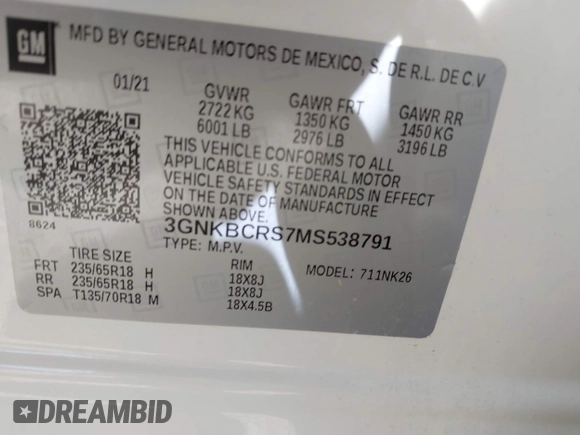 GM
MFD BY GENERAL MOTORS DE MEXICO, S. DE R.L. DE C.V
01/21
GVWR
2722 KG
6001 LB
GAWR FRT
1350 KG
2976 LB
GAWR RR
1450 KG
3196 LB
THIS VEHICLE CONFORMS TO ALL
APPLICABLE U.S. FEDERAL MOTOR
VEHICLE SAFETY STANDARDS IN EFFECT
ON THE DATE OF MANUFACTURE
SHOWN ABOVE.
8624
3GNKBCRS7MS538791
TYPE: M.P.V.
MODEL: 711NK26
TIRE SIZE
RIM
FRT 235/65R18 H 18X8J
RR 235/65R18 H 18X8J
SPA T135/70R18 M 18X4.5B
DREAMBID